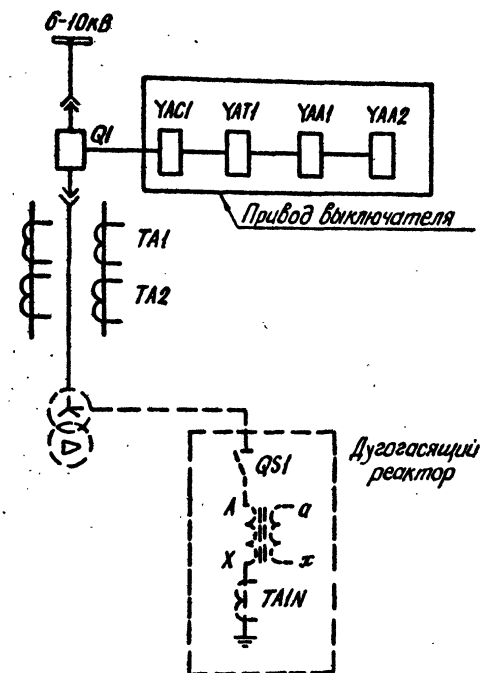 6-10кв
Q1
YAC1 YAT1 YAA1 YAA2
Привод выключателя
TA1
TA2
QS1
Дугогасящий
реактор
A a
X x
TA1N